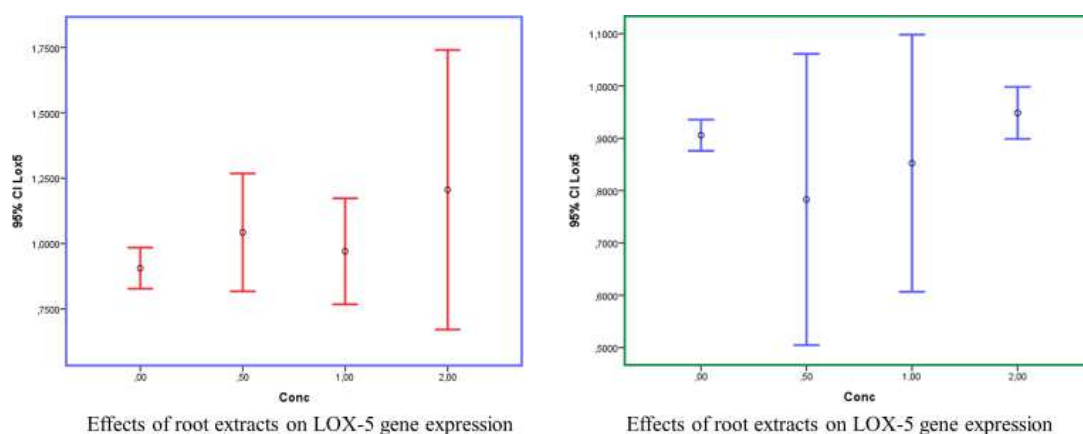 95% CI Lox5
1,7500
1,5000
1,2500
1,0000
,7500
,00 ,50 1,00 2,00
Conc
Effects of root extracts on LOX-5 gene expression
95% CI Lox5
1,1000
1,0000
,9000
,8000
,7000
,6000
,5000
,00 ,50 1,00 2,00
Conc
Effects of root extracts on LOX-5 gene expression